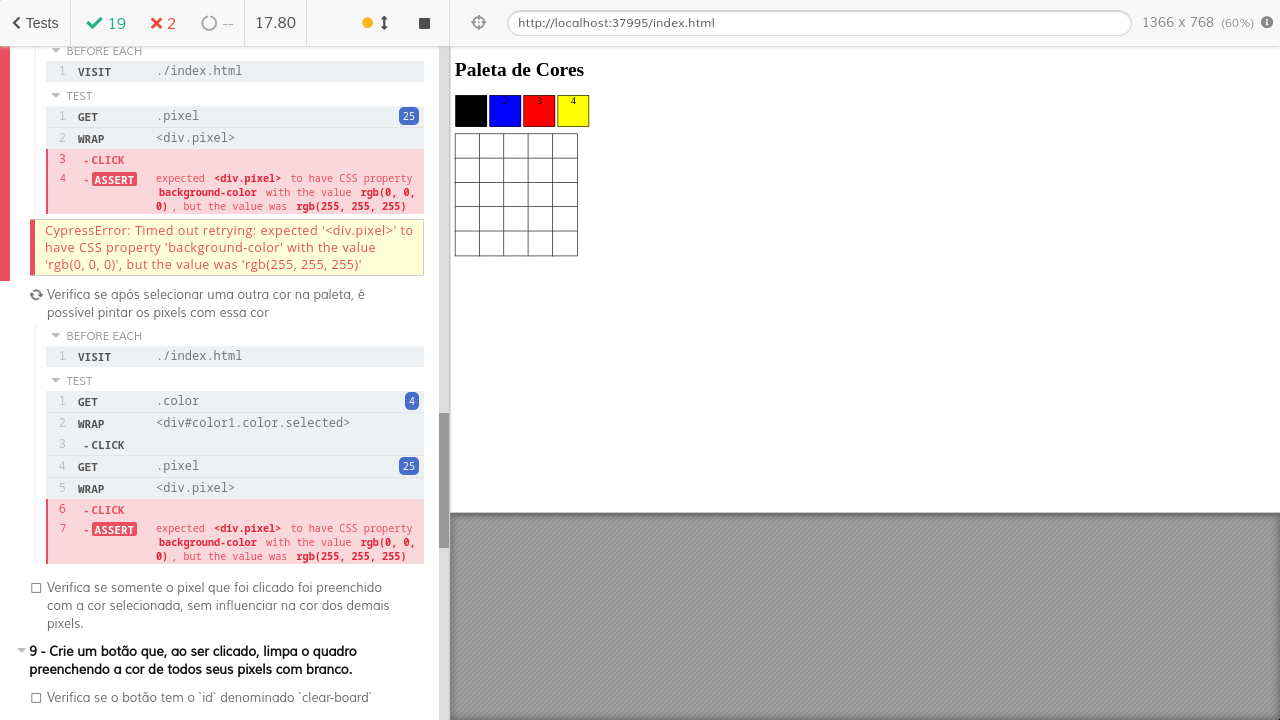 Tests
19
2
--
17.80
http://localhost:37995/index.html
1366 x 768 (60%)
BEFORE EACH
1 VISIT ./index.html
TEST
1 GET .pixel 25
2 WRAP <div.pixel>
3 - CLICK
4 - ASSERT expected <div.pixel> to have CSS property
background-color with the value rgb(0, 0,
0) , but the value was rgb(255, 255, 255)
CypressError: Timed out retrying: expected '<div.pixel>' to
have CSS property 'background-color' with the value
'rgb(0, 0, 0)', but the value was 'rgb(255, 255, 255)'
Verifica se após selecionar uma outra cor na paleta, é
possível pintar os pixels com essa cor
BEFORE EACH
1 VISIT ./index.html
TEST
1 GET .color 4
2 WRAP <div#color1.color.selected>
3 - CLICK
4 GET .pixel 25
5 WRAP <div.pixel>
6 - CLICK
7 - ASSERT expected <div.pixel> to have CSS property
background-color with the value rgb(0, 0,
0) , but the value was rgb(255, 255, 255)
Verifica se somente o pixel que foi clicado foi preenchido
com a cor selecionada, sem influenciar na cor dos demais
pixels.
9 - Crie um botão que, ao ser clicado, limpa o quadro
preenchendo a cor de todos seus pixels com branco.
Verifica se o botão tem o `id` denominado `clear-board`
Paleta de Cores
2 3 4